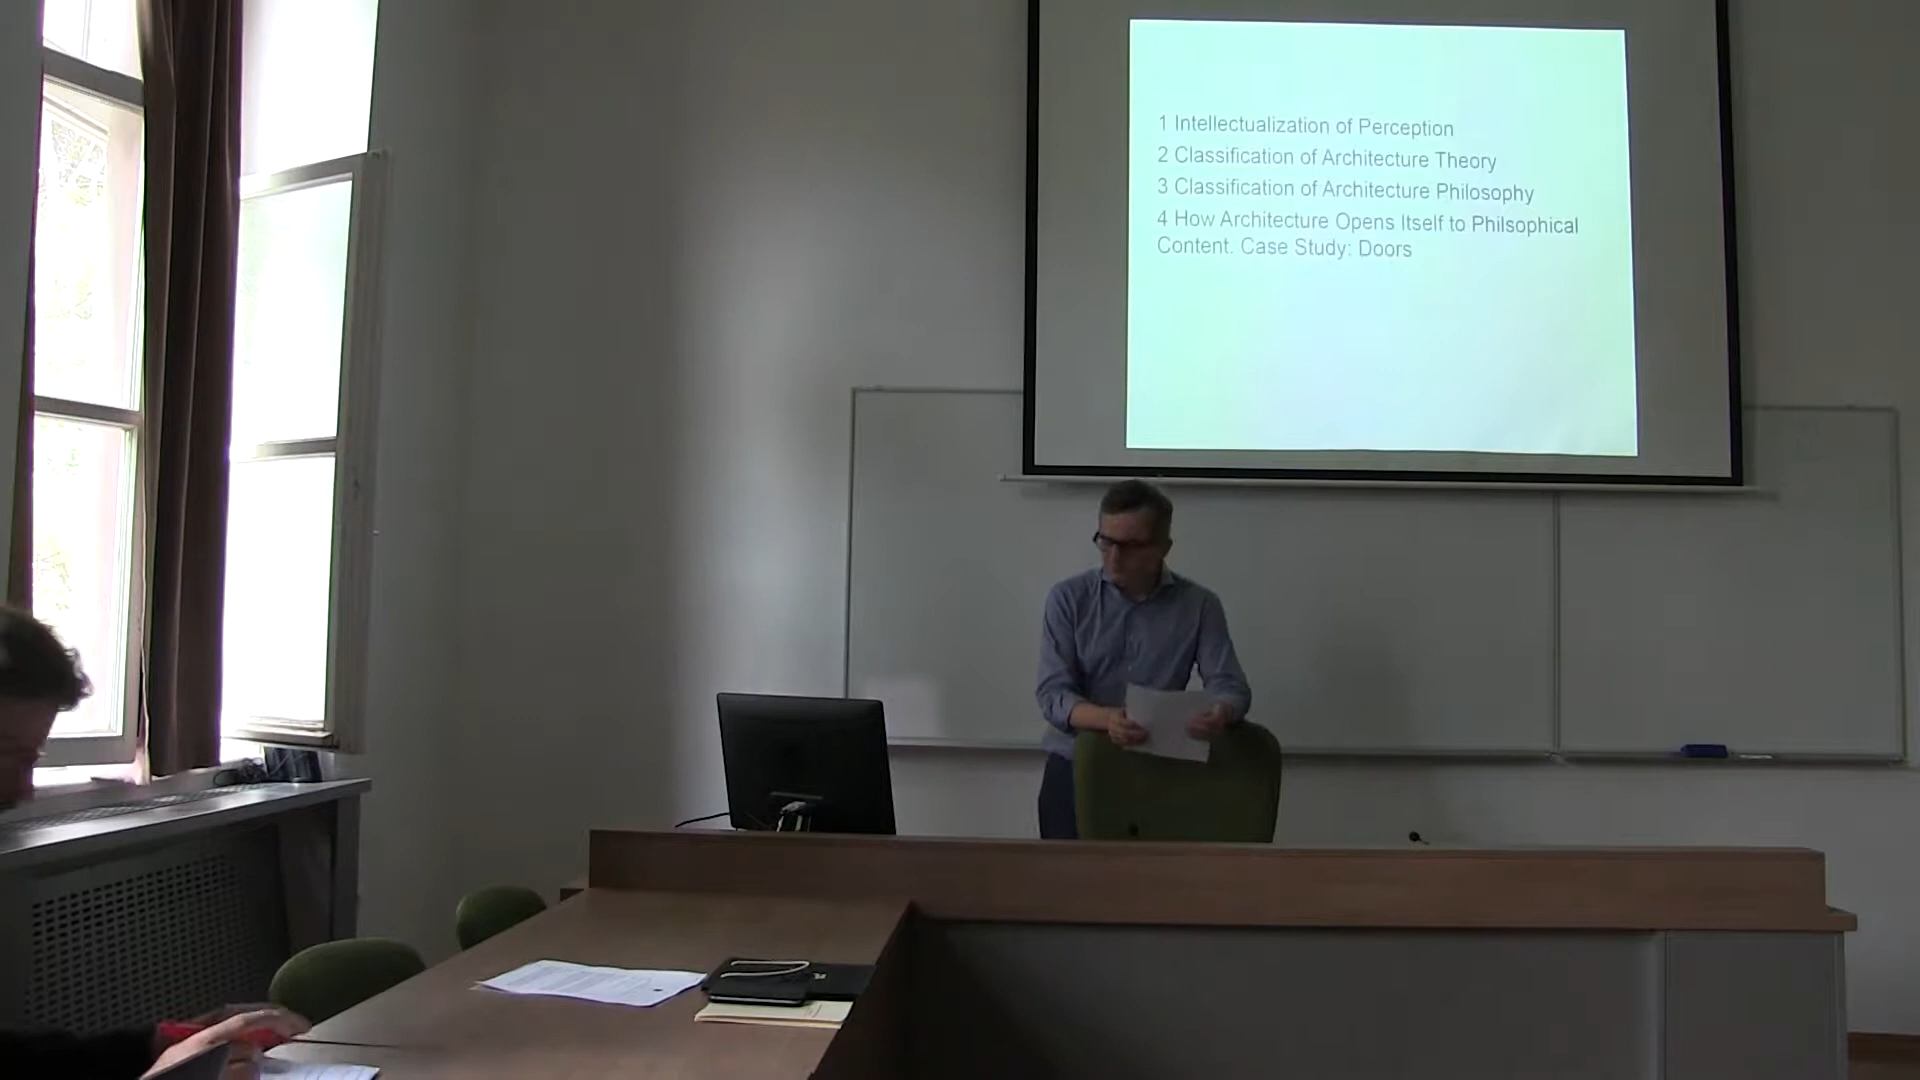 1 Intellectualization of Perception
2 Classification of Architecture Theory
3 Classification of Architecture Philosophy
4 How Architecture Opens Itself to Philsophical
Content. Case Study: Doors